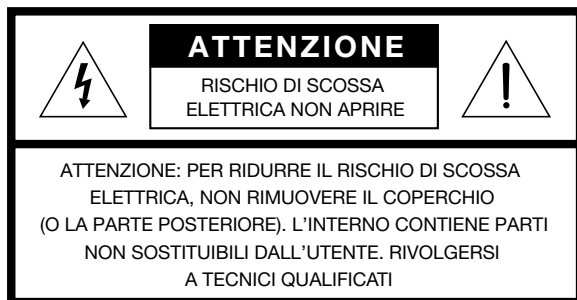 ATTENZIONE
RISCHIO DI SCOSSA
ELETTRICA NON APRIRE
ATTENZIONE: PER RIDURRE IL RISCHIO DI SCOSSA
ELETTRICA, NON RIMUOVERE IL COPERCHIO
(O LA PARTE POSTERIORE). L'INTERNO CONTIENE PARTI
NON SOSTITUIBILI DALL'UTENTE. RIVOLGERSI
A TECNICI QUALIFICATI